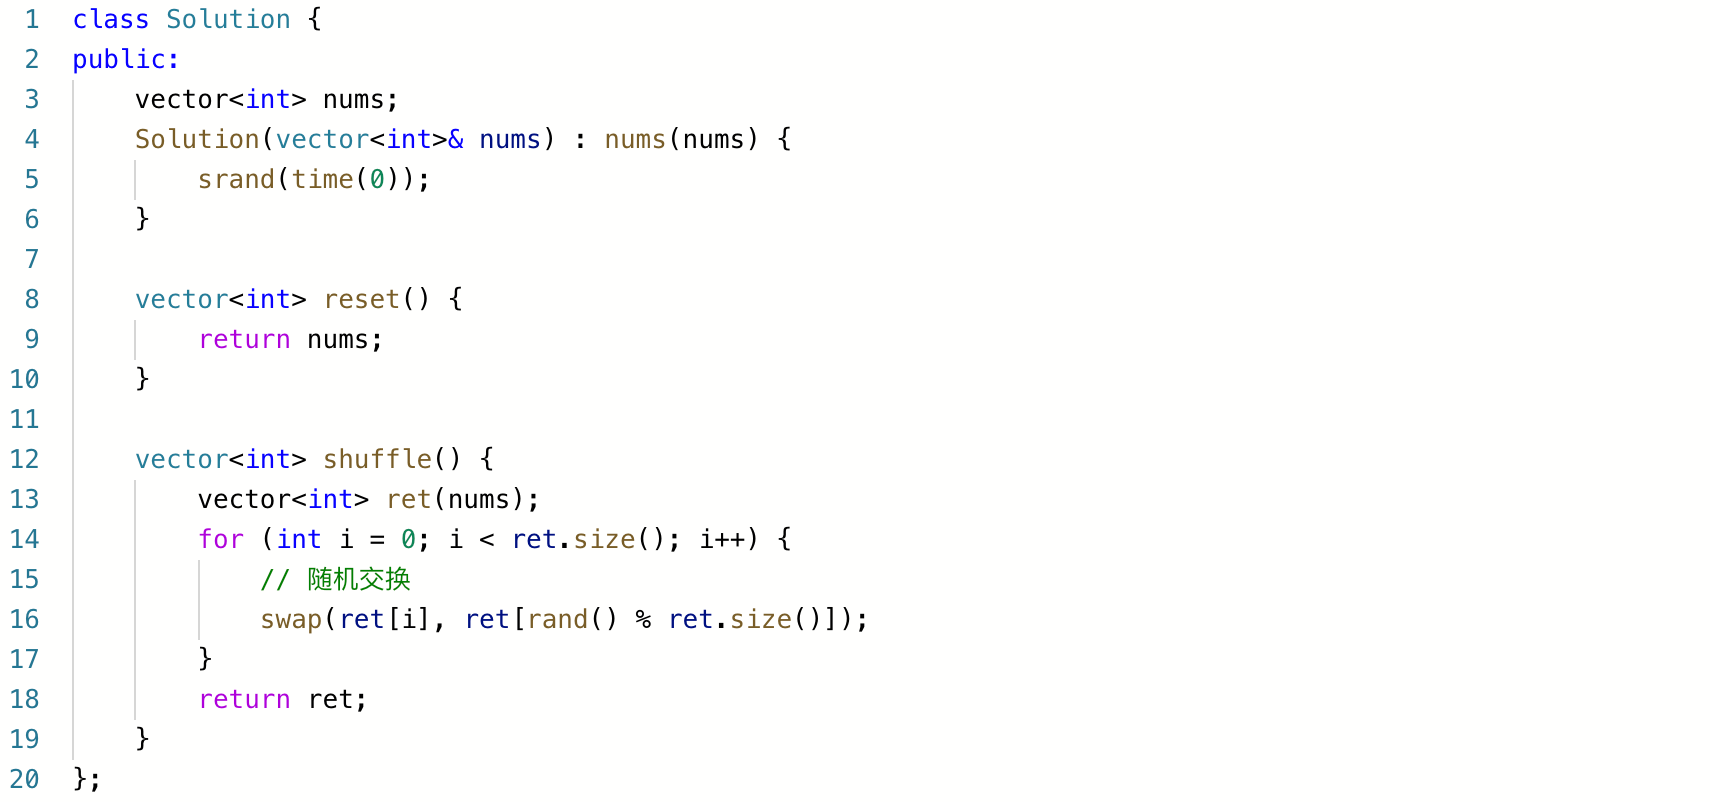 1 class Solution {
2 public:
3     vector<int> nums;
4     Solution(vector<int>& nums) : nums(nums) {
5         srand(time(0));
6     }
7
8     vector<int> reset() {
9         return nums;
10     }
11
12     vector<int> shuffle() {
13         vector<int> ret(nums);
14         for (int i = 0; i < ret.size(); i++) {
15             // 随机交换
16             swap(ret[i], ret[rand() % ret.size()]);
17         }
18         return ret;
19     }
20 };